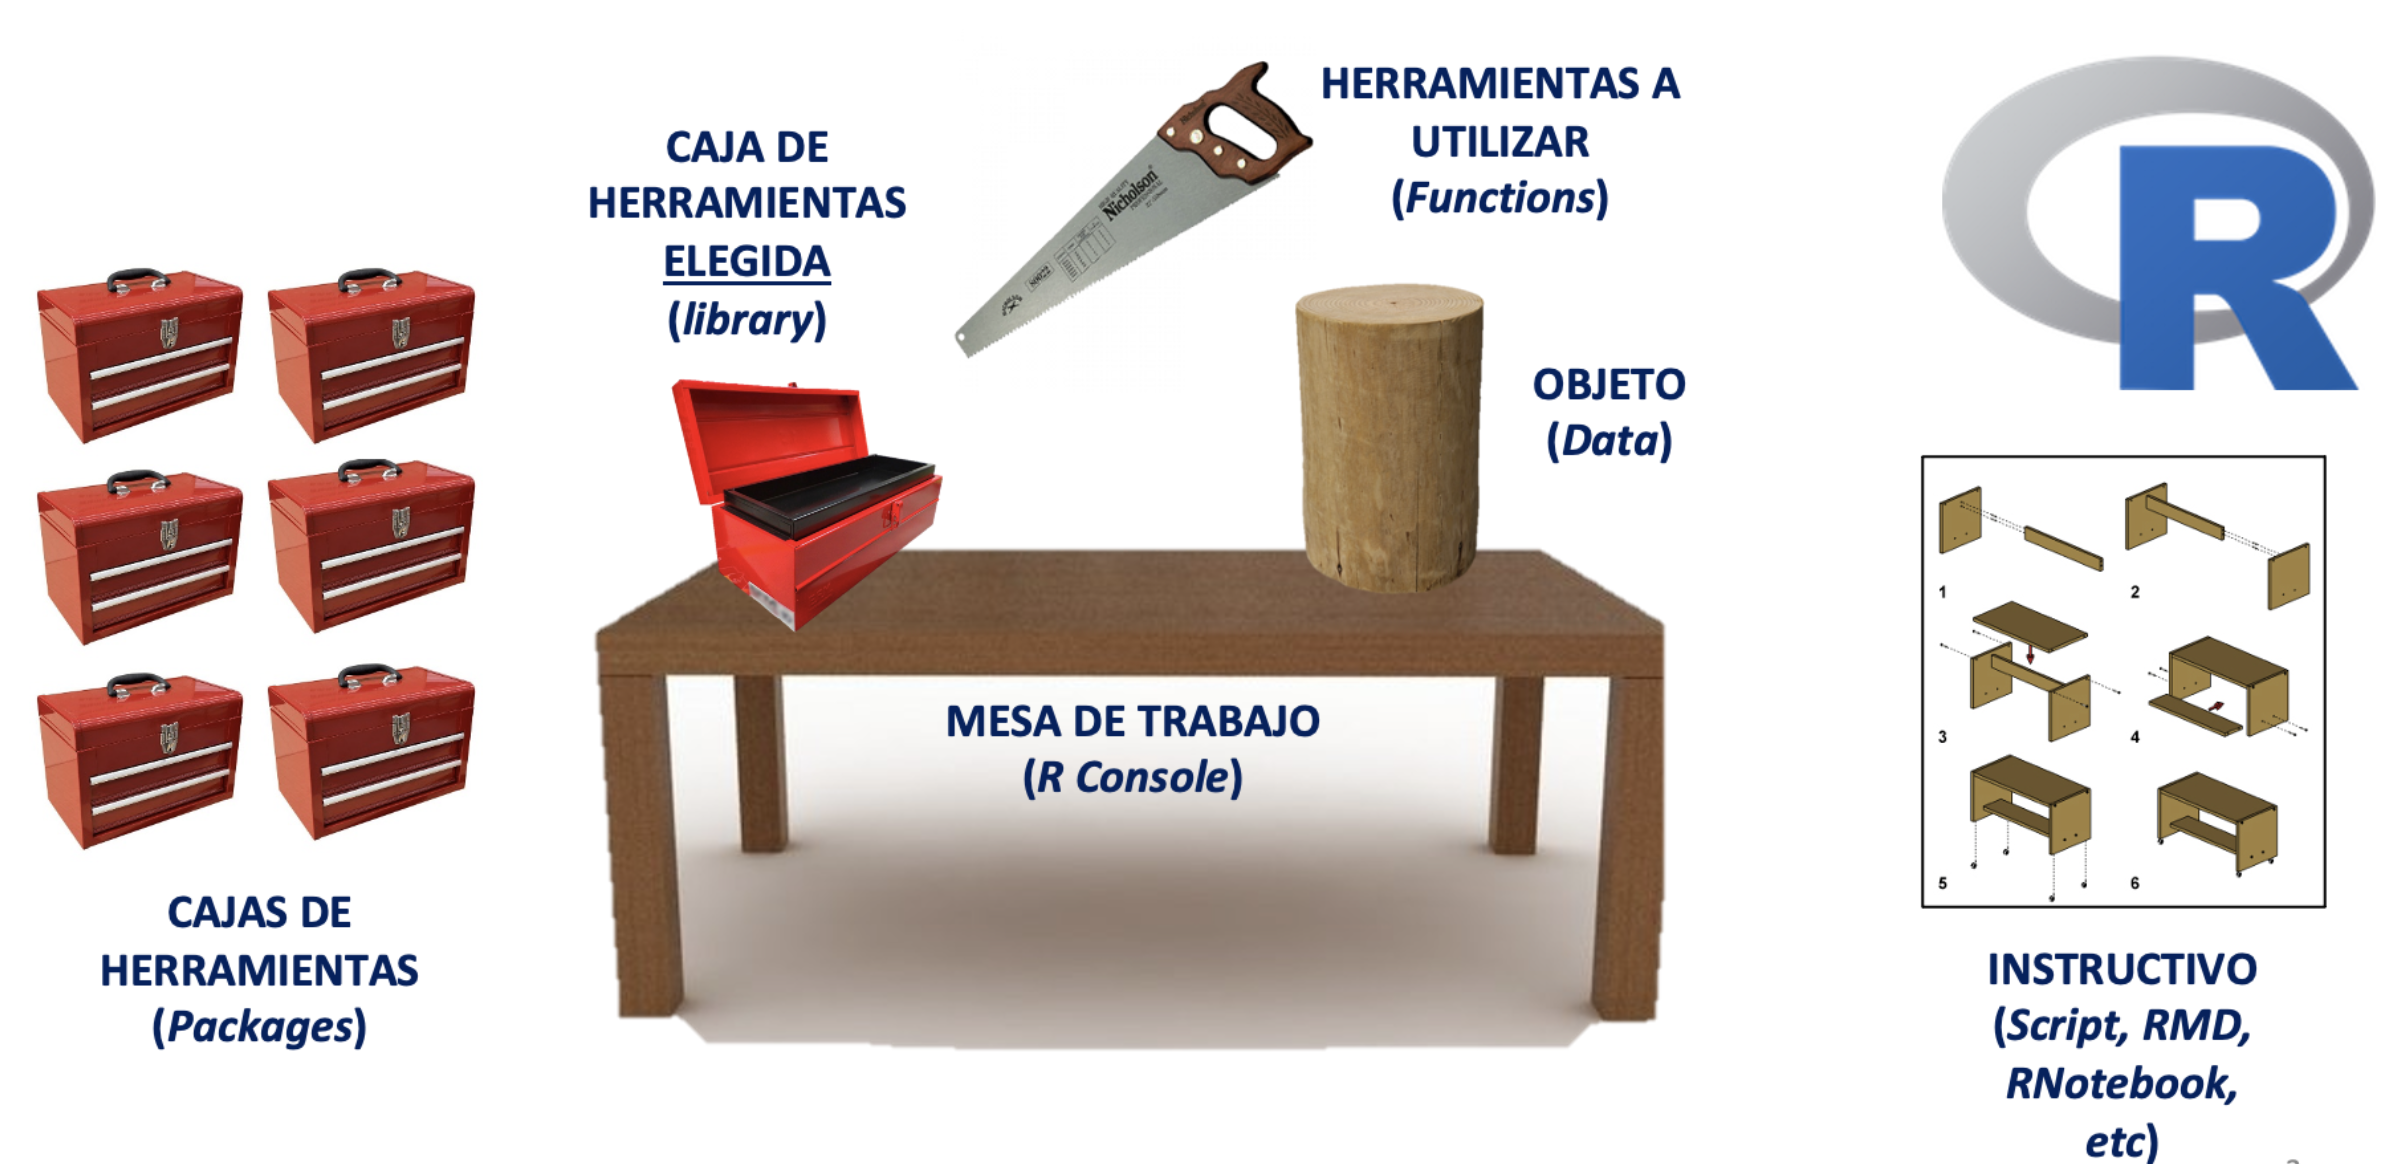 HERRAMIENTAS A
UTILIZAR
(Functions)
CAJA DE
HERRAMIENTAS
ELEGIDA
(library)
Nicholson
R
OBJETO
(Data)
MESA DE TRABAJO
(R Console)
CAJAS DE
HERRAMIENTAS
(Packages)
1
2
3
4
5
6
INSTRUCTIVO
(Script, RMD,
RNotebook,
etc)